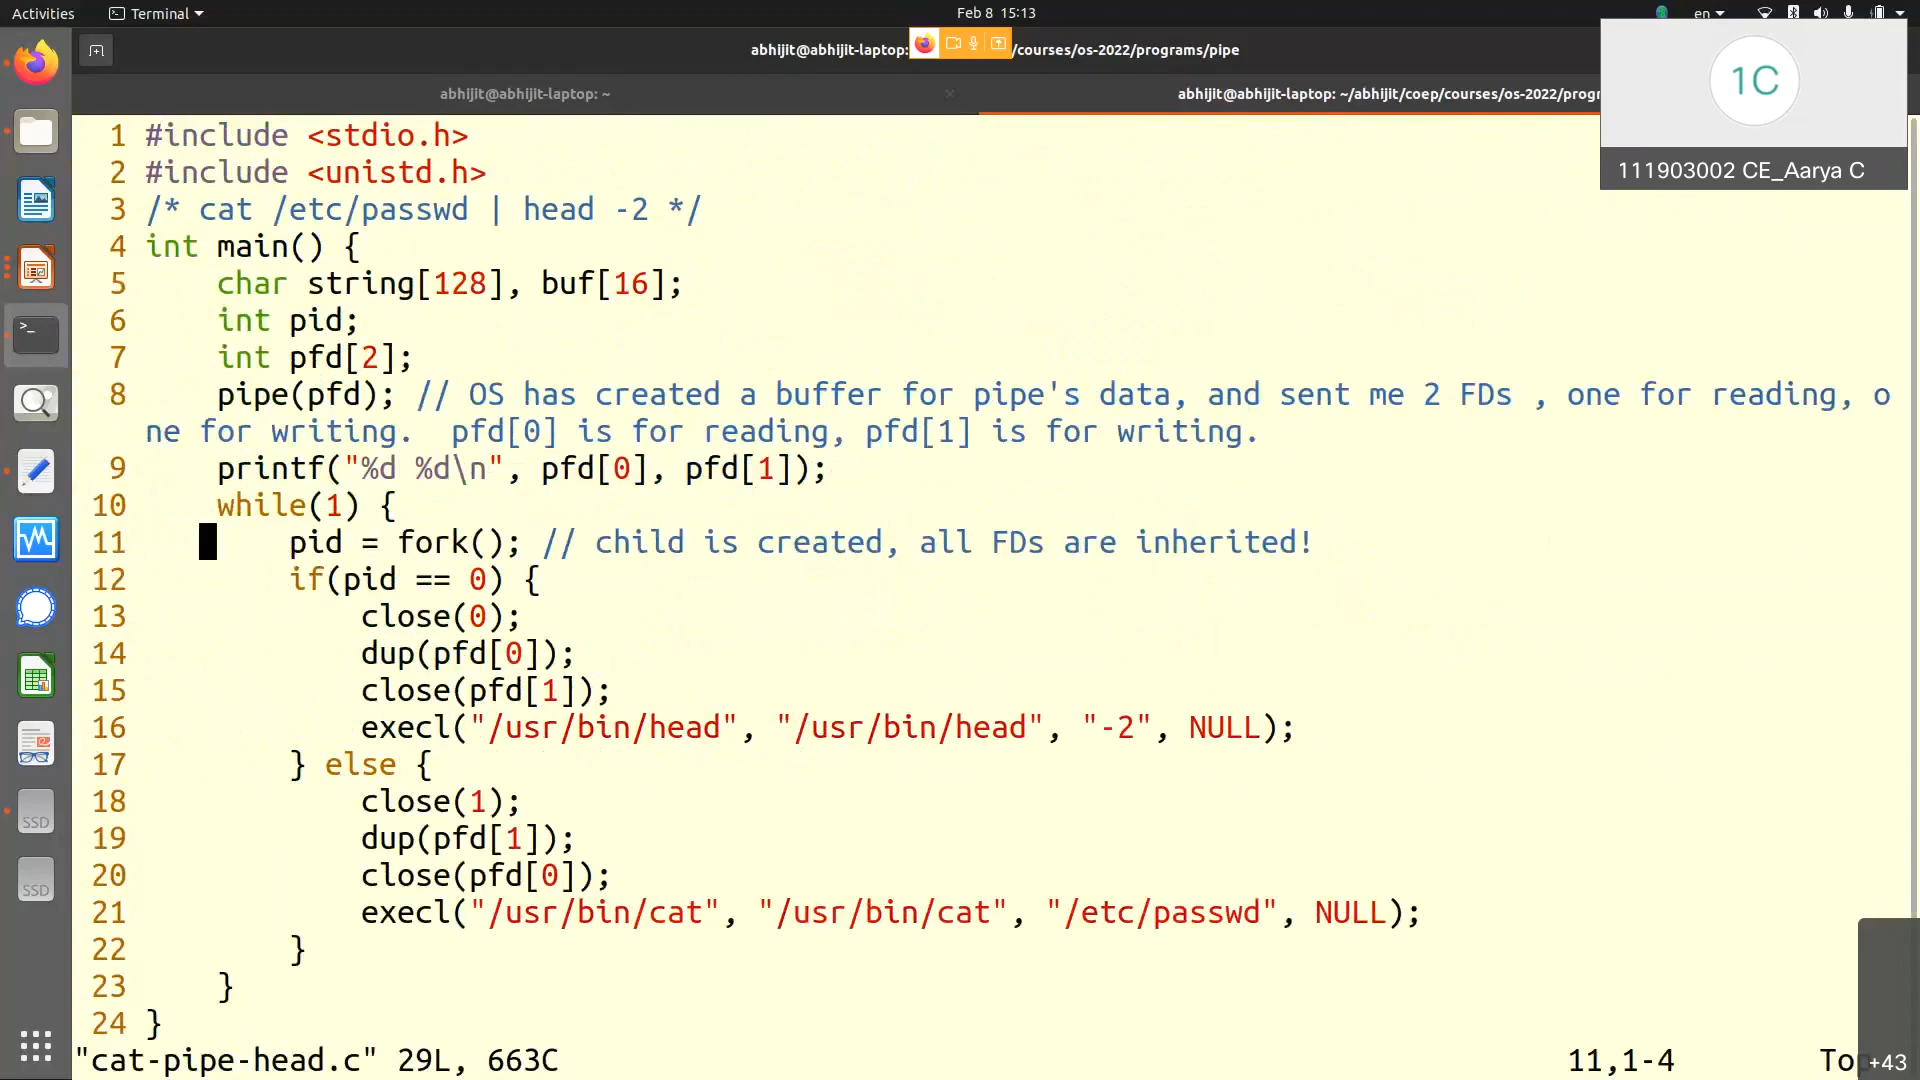 Activities
Terminal
Feb 8 15:13
en
abhijit@abhijit-laptop: /courses/os-2022/programs/pipe
abhijit@abhijit-laptop: ~
abhijit@abhijit-laptop: ~/abhijit/coep/courses/os-2022/progr
1C
111903002 CE_Aarya C
1 #include <stdio.h>
2 #include <unistd.h>
3 /* cat /etc/passwd | head -2 */
4 int main() {
5     char string[128], buf[16];
6     int pid;
7     int pfd[2];
8     pipe(pfd); // OS has created a buffer for pipe's data, and sent me 2 FDs , one for reading, o
ne for writing.  pfd[0] is for reading, pfd[1] is for writing.
9     printf("%d %d\n", pfd[0], pfd[1]);
10     while(1) {
11         pid = fork(); // child is created, all FDs are inherited!
12         if(pid == 0) {
13             close(0);
14             dup(pfd[0]);
15             close(pfd[1]);
16             execl("/usr/bin/head", "/usr/bin/head", "-2", NULL);
17         } else {
18             close(1);
19             dup(pfd[1]);
20             close(pfd[0]);
21             execl("/usr/bin/cat", "/usr/bin/cat", "/etc/passwd", NULL);
22         }
23     }
24 }
"cat-pipe-head.c" 29L, 663C
11,1-4
To
+43
SSD
SSD